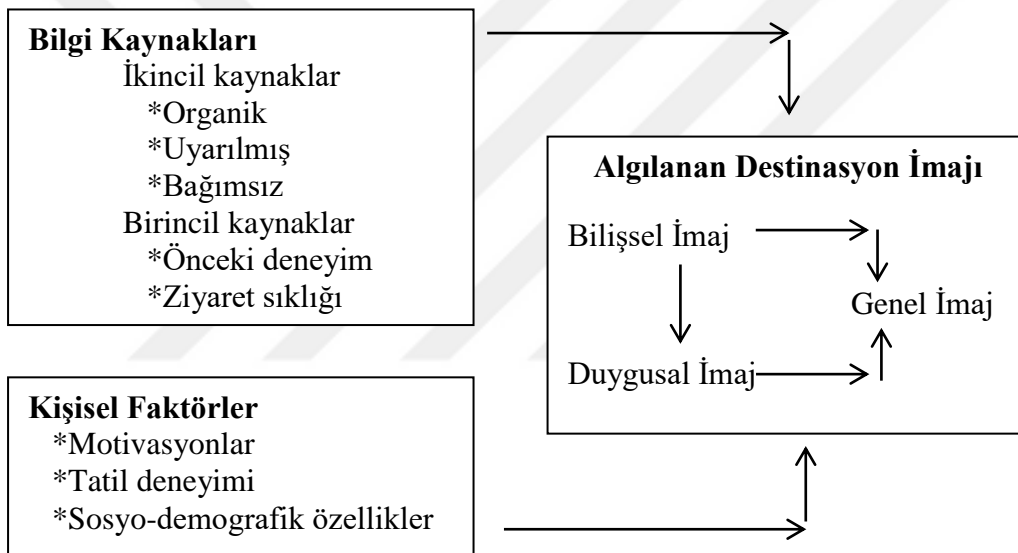 Bilgi Kaynakları
İkincil kaynaklar
*Organik
*Uyarılmış
*Bağımsız
Birincil kaynaklar
*Önceki deneyim
*Ziyaret sıklığı
Algılanan Destinasyon İmajı
Bilişsel İmaj
Genel İmaj
Duygusal İmaj
Kişisel Faktörler
*Motivasyonlar
*Tatil deneyimi
*Sosyo-demografik özellikler